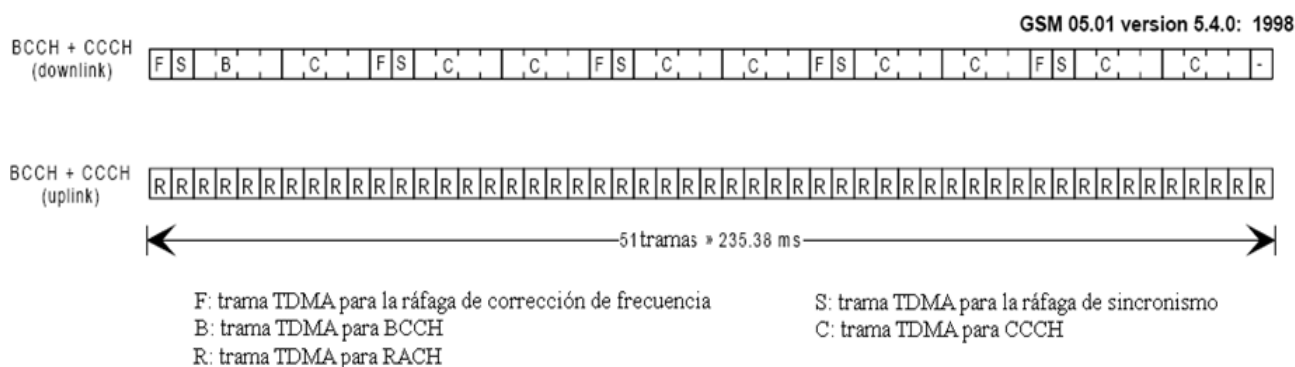 GSM 05.01 version 5.4.0: 1998
BCCH + CCCH
(downlink)
F S B C F S C C F S C C F S C C F S C C -
BCCH + CCCH
(uplink)
R R R R R R R R R R R R R R R R R R R R R R R R R R R R R R R R R R R R R R R R R R R R R R R R R R R
51 tramas » 235.38 ms
F: trama TDMA para la ráfaga de corrección de frecuencia
S: trama TDMA para la ráfaga de sincronismo
B: trama TDMA para BCCH
C: trama TDMA para CCCH
R: trama TDMA para RACH